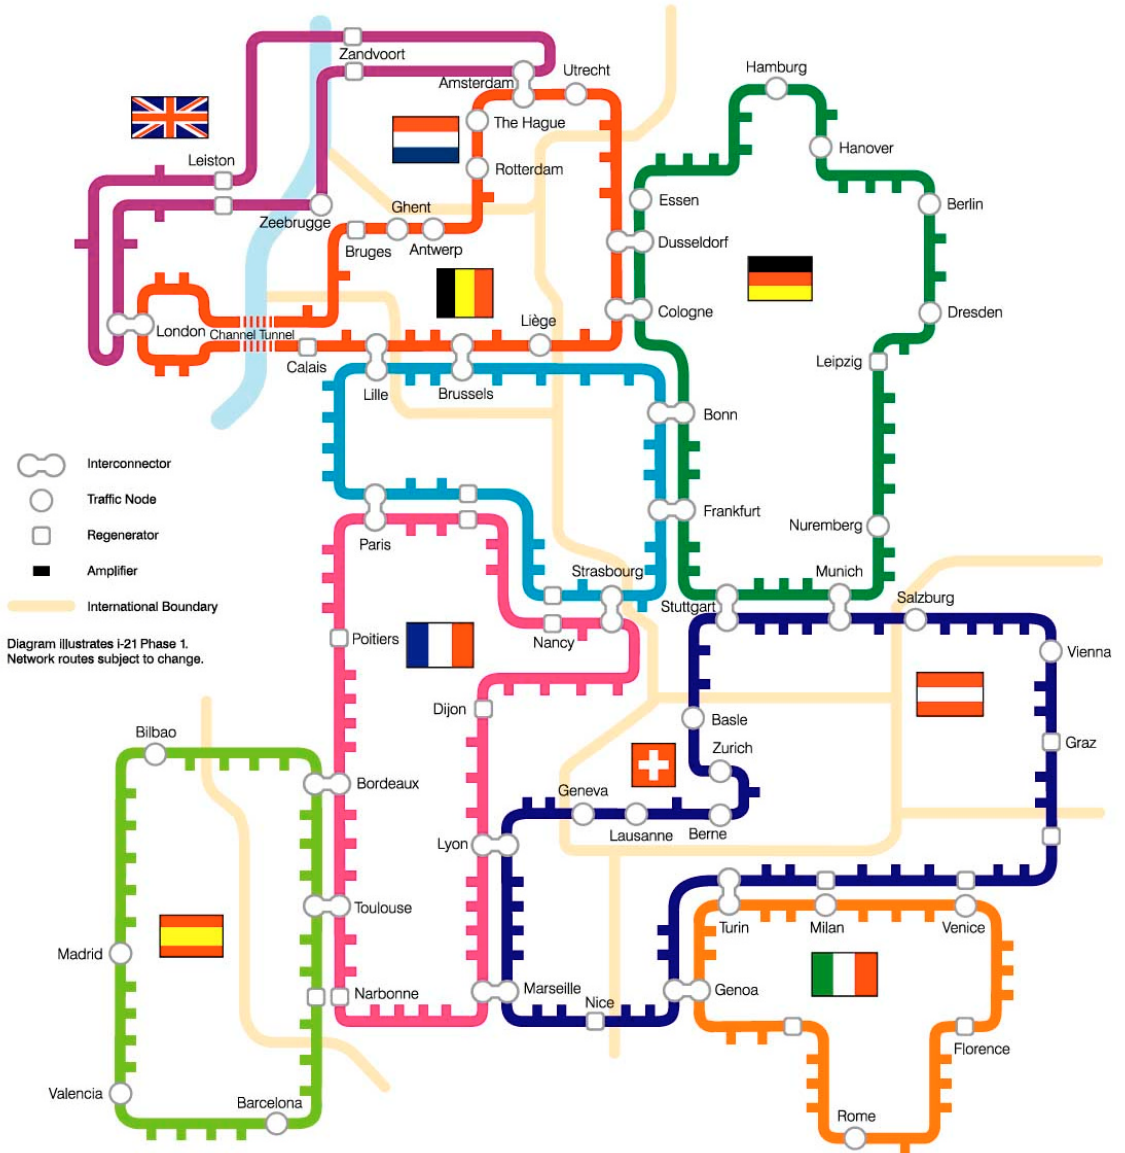 Zandvoort
Amsterdam
Utrecht
Hamburg
The Hague
Hanover
Leiston
Rotterdam
Essen
Berlin
Zeebrugge
Ghent
Bruges
Antwerp
Dusseldorf
Cologne
Dresden
London
Channel Tunnel
Liège
Calais
Leipzig
Lille
Brussels
Bonn
Interconnector
Traffic Node
Frankfurt
Nuremberg
Regenerator
Paris
Amplifier
Strasbourg
Munich
International Boundary
Stuttgart
Salzburg
Diagram illustrates i-21 Phase 1.
Network routes subject to change.
Poitiers
Nancy
Vienna
Dijon
Basle
Bilbao
Zurich
Graz
Bordeaux
Geneva
Lyon
Lausanne
Berne
Toulouse
Turin
Milan
Venice
Madrid
Narbonne
Marseille
Nice
Genoa
Florence
Valencia
Barcelona
Rome